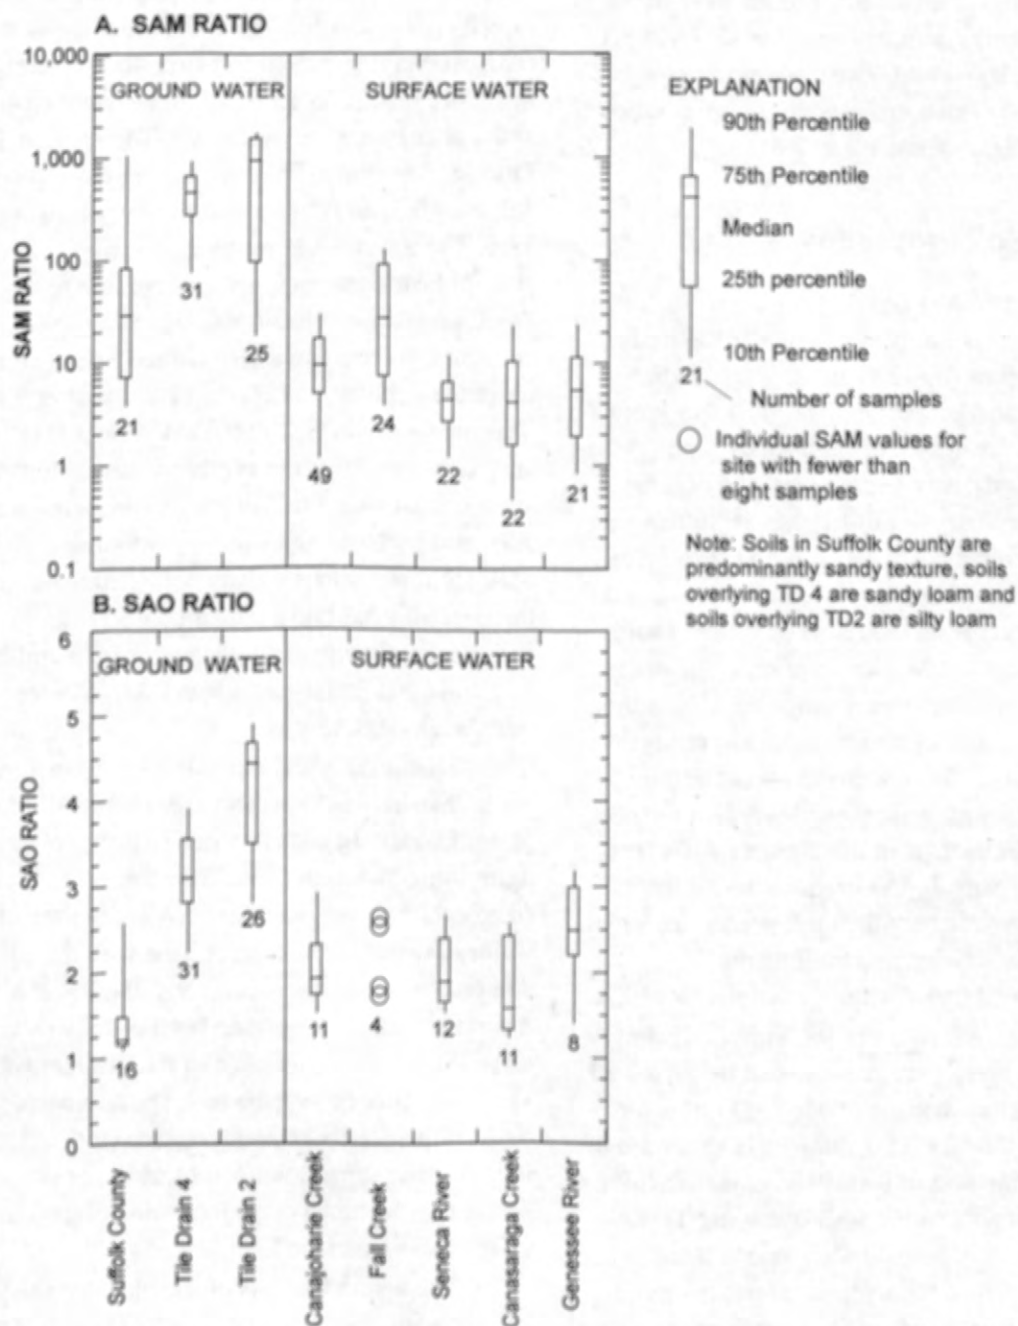 A. SAM RATIO
10,000
1,000
100
10
1
0.1
SAM RATIO
GROUND WATER
SURFACE WATER
21
31
25
49
24
22
22
21
EXPLANATION
90th Percentile
75th Percentile
Median
25th percentile
10th Percentile
21
Number of samples
Individual SAM values for
site with fewer than
eight samples
Note: Soils in Suffolk County are
predominantly sandy texture, soils
overlying TD 4 are sandy loam and
soils overlying TD2 are silty loam
B. SAO RATIO
6
5
4
3
2
1
0
SAO RATIO
GROUND WATER
SURFACE WATER
16
31
26
11
4
12
11
8
Suffolk County
Tile Drain 4
Tile Drain 2
Canajoharie Creek
Fall Creek
Seneca River
Canasaraga Creek
Genessee River